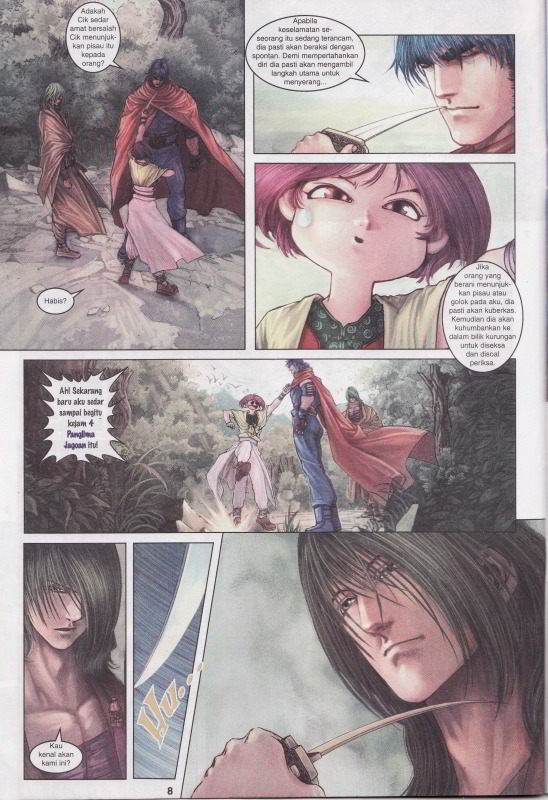 Adakah
Cik sedar
amat bersalah
Cik menunjuk-
kan pisau itu
kepada
orang?
Habis?
Apabila
keselamatan se-
seorang itu sedang terancam,
dia pasti akan beraksi dengan
spontan. Demi mempertahankan
diri dia pasti akan mengambil
langkah utama untuk
menyerang...
Jika
orang yang
berani menunjuk-
kan pisau atau
golok pada aku, dia
pasti akan kuberkas.
Kemudian dia akan
kuhumbankan ke
dalam bilik kurungan
untuk diseksa
dan disoal
periksa.
Ah! Sekarang
baru aku sedar
sampai begitu
kejam 4
Panglima
Jagoan itu!
Kau
kenal akan
kami ini?
8